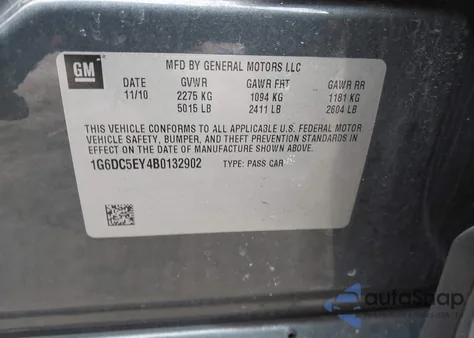 GM
MFD BY GENERAL MOTORS LLC
DATE GVWR GAWR FRT GAWR RR
11/10 2275 KG 1094 KG 1181 KG
5015 LB 2411 LB 2604 LB
THIS VEHICLE CONFORMS TO ALL APPLICABLE U.S. FEDERAL MOTOR
VEHICLE SAFETY, BUMPER, AND THEFT PREVENTION STANDARDS
IN EFFECT ON THE DATE OF MANUFACTURE SHOWN ABOVE.
1G6DC5EY4B0132902 TYPE: PASS CAR
autoSnap